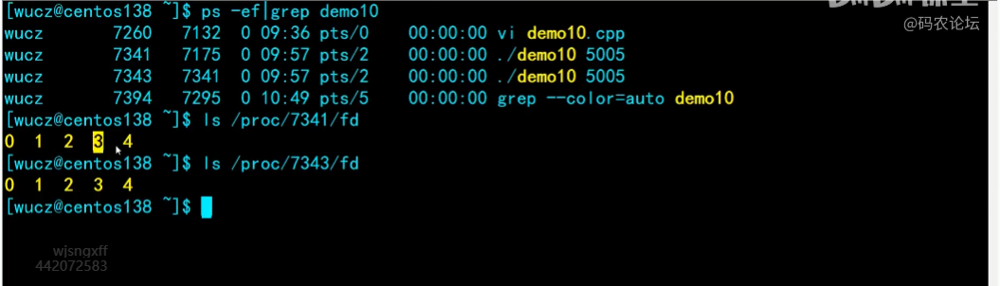 [wucz@centos138 ~]$ ps -ef|grep demo10
wucz 7260 7132 0 09:36 pts/0 00:00:00 vi demo10.cpp
wucz 7341 7175 0 09:57 pts/2 00:00:00 ./demo10 5005
wucz 7343 7341 0 09:57 pts/2 00:00:00 ./demo10 5005
wucz 7394 7295 0 10:49 pts/5 00:00:00 grep --color=auto demo10
[wucz@centos138 ~]$ ls /proc/7341/fd
0 1 2 3 4
[wucz@centos138 ~]$ ls /proc/7343/fd
0 1 2 3 4
[wucz@centos138 ~]$
@码农论坛
wjsngxff
442072583